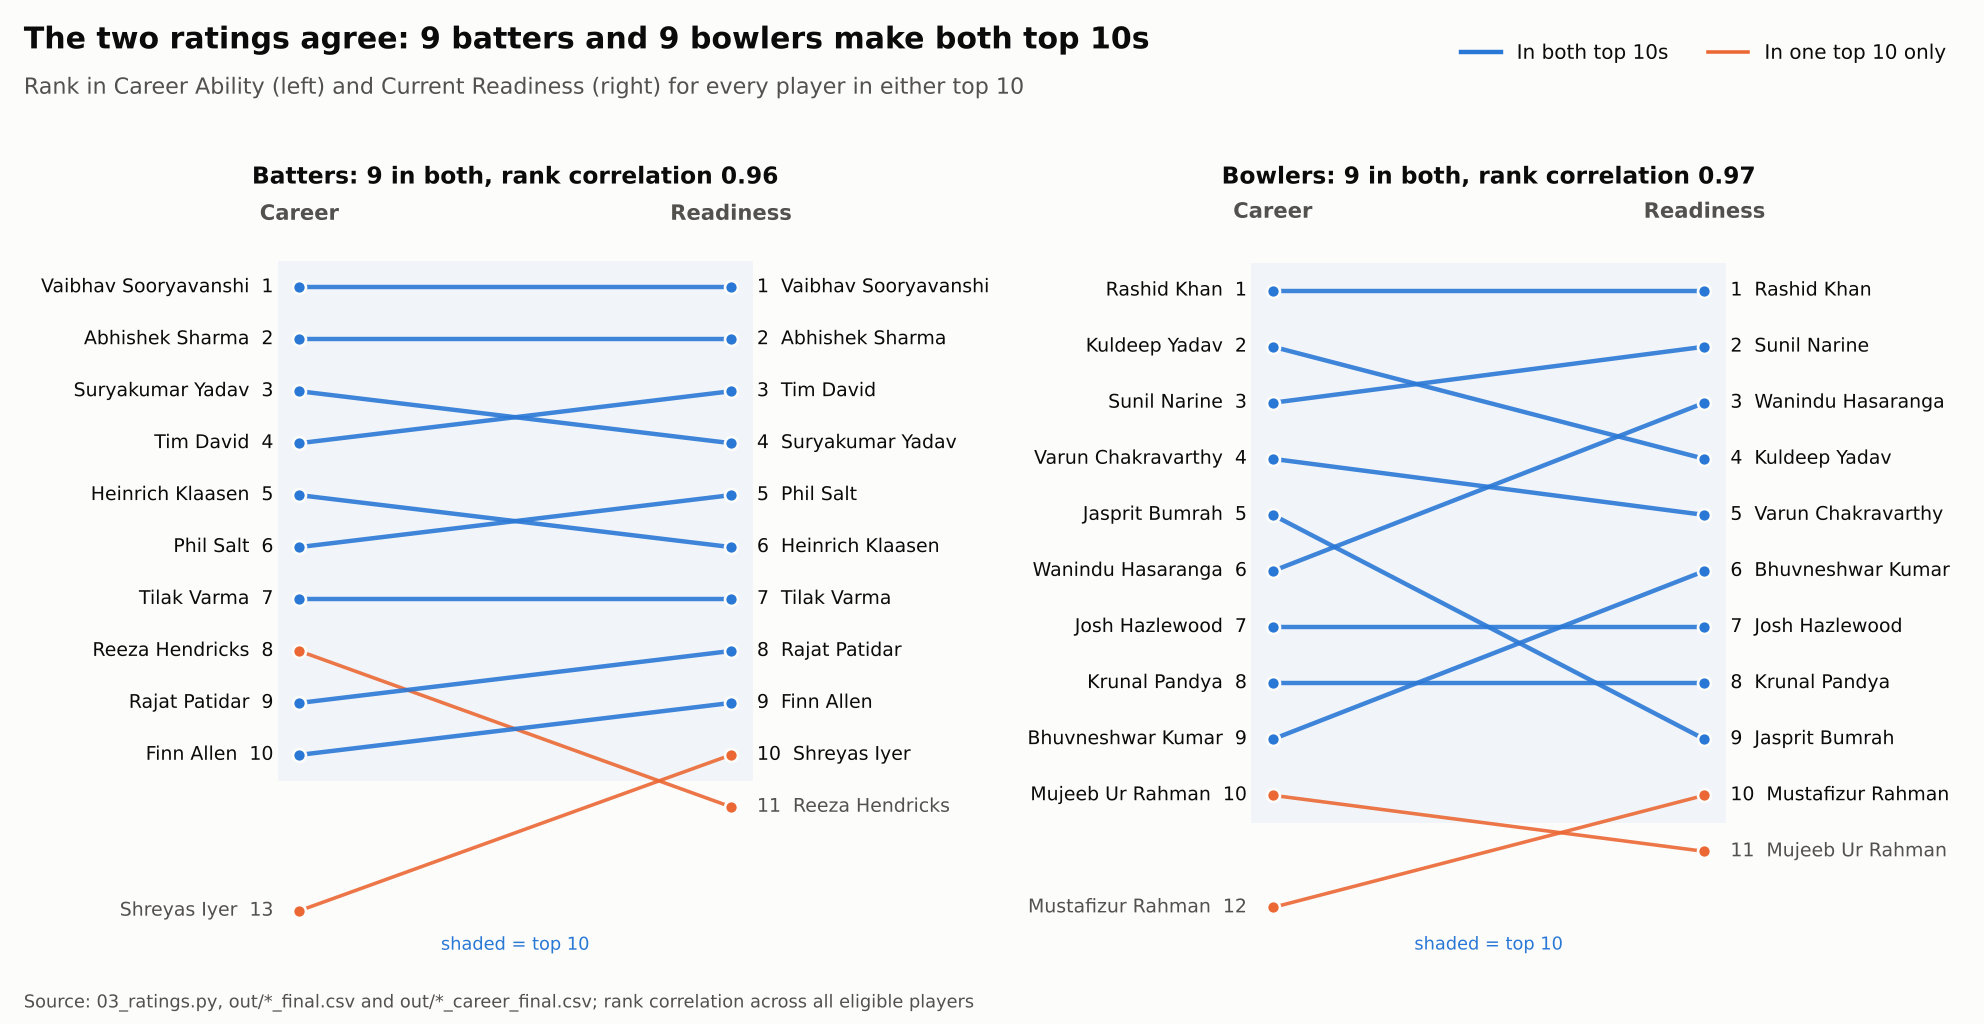 The two ratings agree: 9 batters and 9 bowlers make both top 10s
Rank in Career Ability (left) and Current Readiness (right) for every player in either top 10
In both top 10s
In one top 10 only
Batters: 9 in both, rank correlation 0.96
Career Readiness
Vaibhav Sooryavanshi 1 1 Vaibhav Sooryavanshi
Abhishek Sharma 2 2 Abhishek Sharma
Suryakumar Yadav 3 3 Tim David
Tim David 4 4 Suryakumar Yadav
Heinrich Klaasen 5 5 Phil Salt
Phil Salt 6 6 Heinrich Klaasen
Tilak Varma 7 7 Tilak Varma
Reeza Hendricks 8 8 Rajat Patidar
Rajat Patidar 9 9 Finn Allen
Finn Allen 10 10 Shreyas Iyer
11 Reeza Hendricks
Shreyas Iyer 13
shaded = top 10
Bowlers: 9 in both, rank correlation 0.97
Career Readiness
Rashid Khan 1 1 Rashid Khan
Kuldeep Yadav 2 2 Sunil Narine
Sunil Narine 3 3 Wanindu Hasaranga
Varun Chakravarthy 4 4 Kuldeep Yadav
Jasprit Bumrah 5 5 Varun Chakravarthy
Wanindu Hasaranga 6 6 Bhuvneshwar Kumar
Josh Hazlewood 7 7 Josh Hazlewood
Krunal Pandya 8 8 Krunal Pandya
Bhuvneshwar Kumar 9 9 Jasprit Bumrah
Mujeeb Ur Rahman 10 10 Mustafizur Rahman
11 Mujeeb Ur Rahman
Mustafizur Rahman 12
shaded = top 10
Source: 03_ratings.py, out/*_final.csv and out/*_career_final.csv; rank correlation across all eligible players